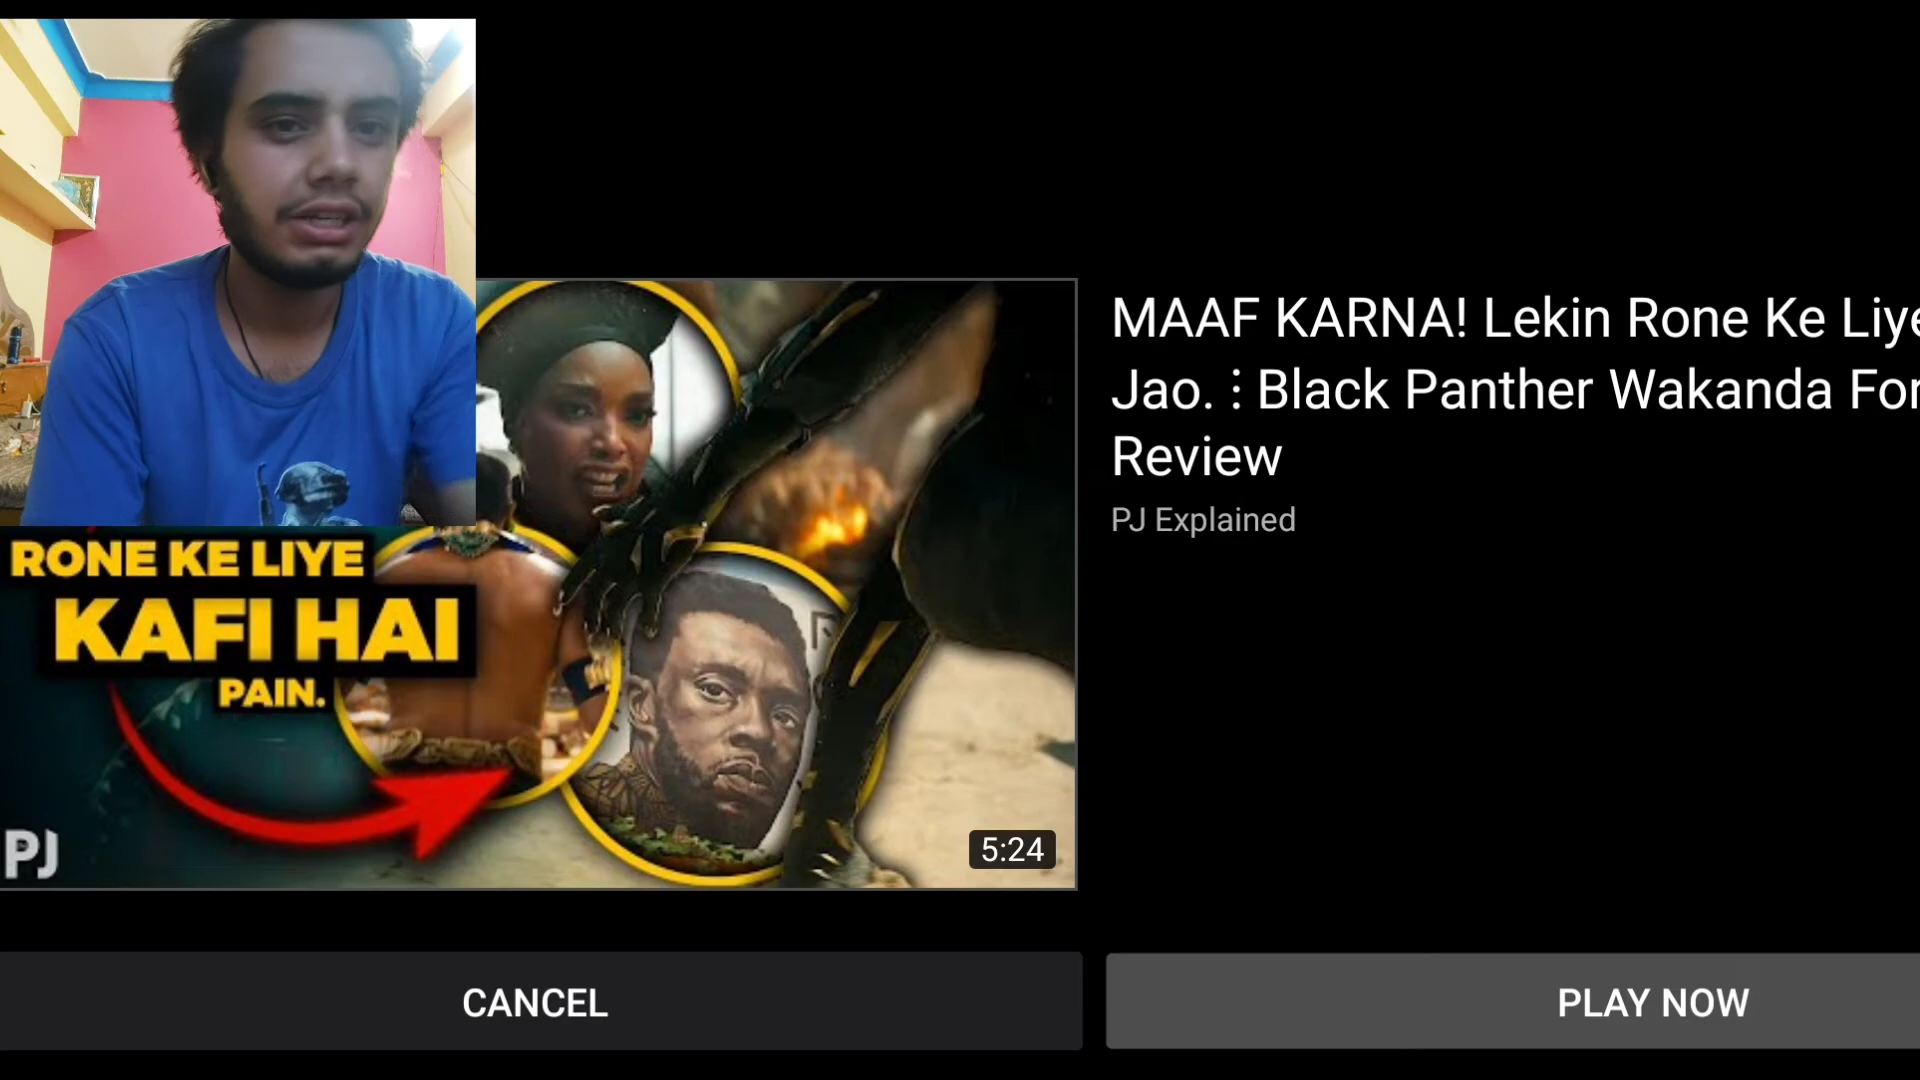 MAAF KARNA! Lekin Rone Ke Liye
Jao. ⋮ Black Panther Wakanda For
Review
PJ Explained
RONE KE LIYE
KAFI HAI
PAIN.
PJ
5:24
CANCEL
PLAY NOW